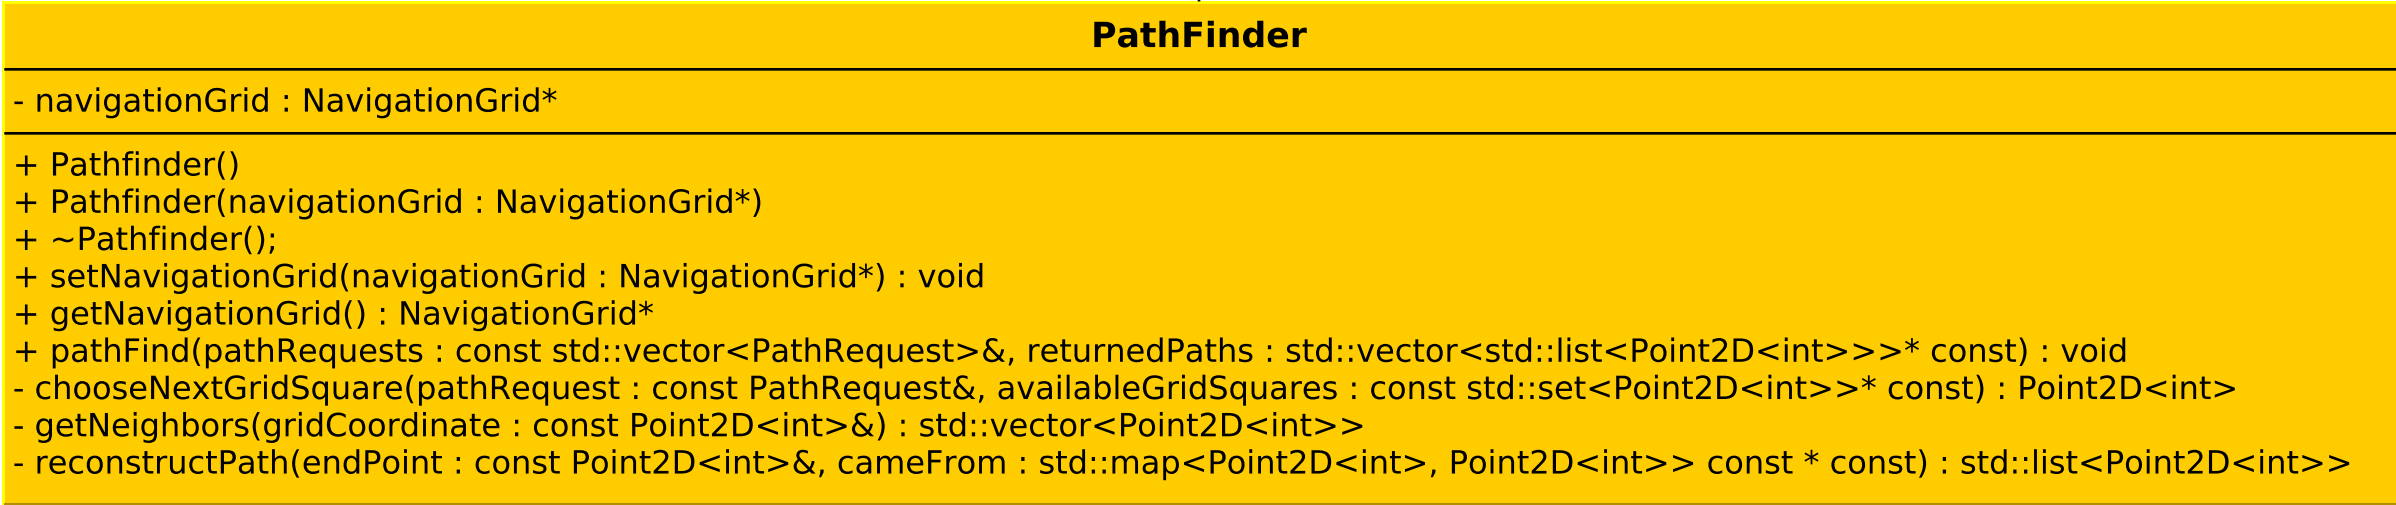 PathFinder
- navigationGrid : NavigationGrid*
+ Pathfinder()
+ Pathfinder(navigationGrid : NavigationGrid*)
+ ~Pathfinder();
+ setNavigationGrid(navigationGrid : NavigationGrid*) : void
+ getNavigationGrid() : NavigationGrid*
+ pathFind(pathRequests : const std::vector<PathRequest>&, returnedPaths : std::vector<std::list<Point2D<int>>>* const) : void
- chooseNextGridSquare(pathRequest : const PathRequest&, availableGridSquares : const std::set<Point2D<int>>* const) : Point2D<int>
- getNeighbors(gridCoordinate : const Point2D<int>&) : std::vector<Point2D<int>>
- reconstructPath(endPoint : const Point2D<int>&, cameFrom : std::map<Point2D<int>, Point2D<int>> const * const) : std::list<Point2D<int>>